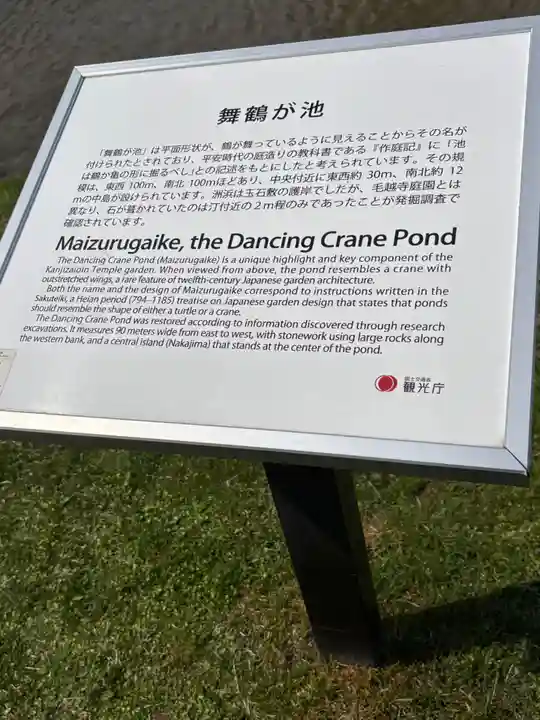 舞鶴が池
「舞鶴が池」は平面形状が、鶴が舞っているように見えることからその名が
付けられたとされており、平安時代の庭造りの教科書である『作庭記』に「池
は鶴か亀の形に掘るべし」との記述をもとにしたと考えられています。その規
模は、東西 100m、南北 100mほどあり、中央付近に東西約 30m、南北約 12
mの中島が設けられています。洲浜は玉石敷の護岸でしたが、毛越寺庭園とは
異なり、石が葺かれていたのは汀付近の2m程のみであったことが発掘調査で
確認されています。
Maizurugaike, the Dancing Crane Pond
The Dancing Crane Pond (Maizurugaike) is a unique highlight and key component of the
Kanjizaioin Temple garden. When viewed from above, the pond resembles a crane with
outstretched wings, a rare feature of twelfth-century Japanese garden architecture.
Both the name and the design of Maizurugaike correspond to instructions written in the
Sakuteiki, a Heian period (794–1185) treatise on Japanese garden design that states that ponds
should resemble the shape of either a turtle or a crane.
The Dancing Crane Pond was restored according to information discovered through research
excavations. It measures 90 meters wide from east to west, with stonework using large rocks along
the western bank, and a central island (Nakajima) that stands at the center of the pond.
国土交通省
観光庁